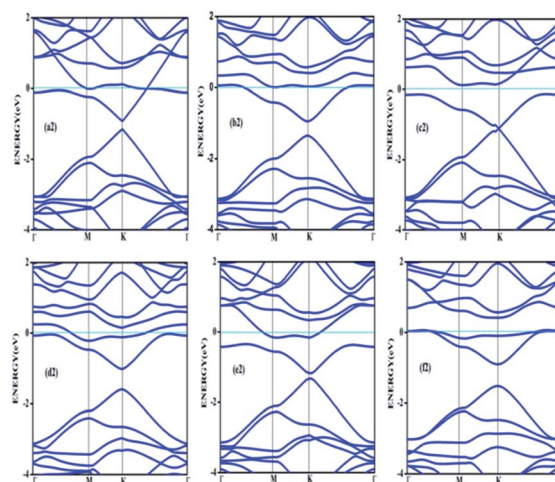 2
0
-2
-4
ENERGY(eV)
(a2)
Γ M K Γ
2
0
-2
-4
ENERGY(eV)
(b2)
Γ M K Γ
2
0
-2
-4
ENERGY(eV)
(c2)
Γ M K Γ
2
0
-2
-4
ENERGY(eV)
(d2)
Γ M K Γ
2
0
-2
-4
ENERGY(eV)
(e2)
Γ M K Γ
2
0
-2
-4
ENERGY(eV)
(f2)
Γ M K Γ